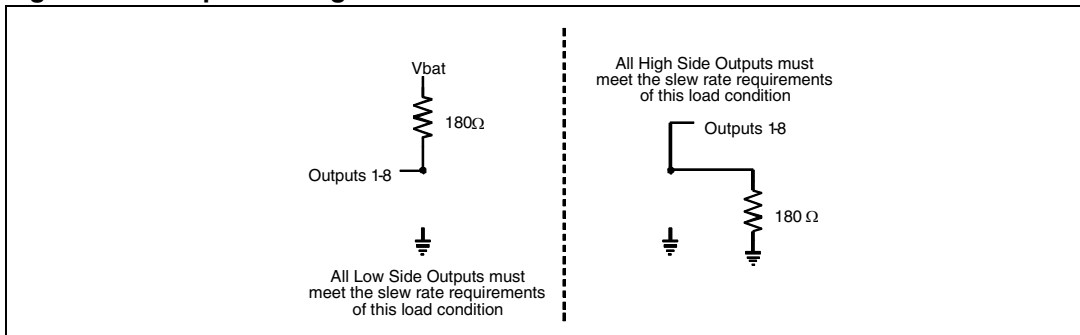 Vbat
180Ω
Outputs 1-8
All Low Side Outputs must
meet the slew rate requirements
of this load condition
All High Side Outputs must
meet the slew rate requirements
of this load condition
Outputs 1-8
180 Ω